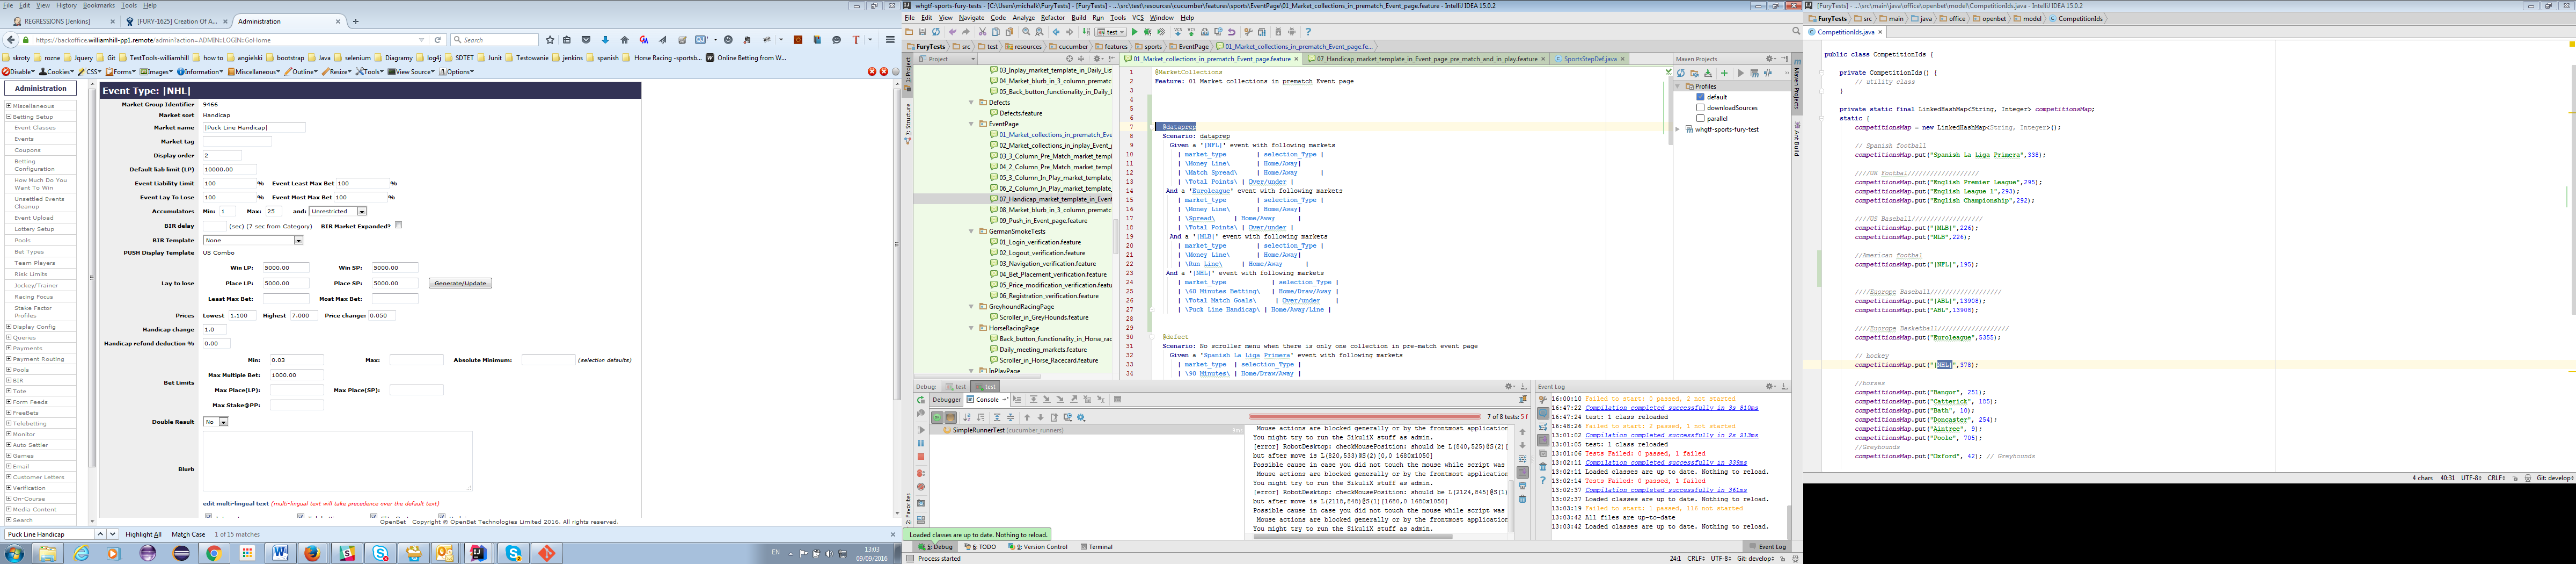 REGRESSIONS [Jenkins]
[FURY-1625] Creation Of A...
Administration
https://backoffice.williamhill-pp1.remote/admin?action=ADMIN::LOGIN::GoHome
Search
skroty
rozne
Jquery
Git
TestTools-williamhill
how to
angielski
bootstrap
Java
selenium
Diagramy
log4j
SDTET
Junit
Testowanie
jenkins
spanish
Horse Racing -sportsb...
Online Betting from W...
Disable
Cookies
CSS
Forms
Images
Information
Miscellaneous
Outline
Resize
Tools
View Source
Options
Administration
Miscellaneous
Betting Setup
Event Classes
Events
Coupons
Betting
Configuration
How Much Do You
Want To Win
Unsettled Events
Cleanup
Event Upload
Lottery Setup
Pools
Bet Types
Team Players
Risk Limits
Jockey/Trainer
Racing Focus
Stake Factor
Profiles
Display Config
Queries
Payments
Payment Routing
Pools
BIR
Tote
Form Feeds
FreeBets
Telebetting
Monitor
Auto Settler
Games
Email
Customer Letters
Verification
On-Course
Media Content
Search
Event Type: |NHL|
Market Group Identifier 9466
Market sort Handicap
Market name |Puck Line Handicap|
Market tag
Display order 2
Default liab limit (LP) 10000.00
Event Liability Limit 100 % Event Least Max Bet 100 %
Event Lay To Lose 100 % Event Most Max Bet 100 %
Accumulators Min: 1 Max: 25 and: Unrestricted
BIR delay (sec) (7 sec from Category) BIR Market Expanded?
BIR Template None
PUSH Display Template US Combo
Win LP: 5000.00 Win SP: 5000.00
Lay to lose Place LP: 5000.00 Place SP: 5000.00 Generate/Update
Least Max Bet: Most Max Bet:
Prices Lowest 1.100 Highest 7.000 Price change: 0.050
Handicap change 1.0
Handicap refund deduction % 0.00
Min: 0.03 Max: Absolute Minimum: (selection defaults)
Max Multiple Bet: 1000.00
Bet Limits
Max Place(LP): Max Place(SP):
Max Stake@PP:
Double Result No
Blurb
edit multi-lingual text (multi-lingual text will take precedence over the default text)
OpenBet Copyright © OpenBet Technologies Limited 2016. All rights reserved.
Puck Line Handicap
Highlight All
Match Case
1 of 15 matches
EN
13:03
09/09/2016
whgtf-sports-fury-tests - [C:\Users\michalk\FuryTests] - [FuryTests] - ...\src\test\resources\cucumber\features\sports\EventPage\01_Market_collections_in_prematch_Event_page.feature - IntelliJ IDEA 15.0.2
File Edit View Navigate Code Analyze Refactor Build Run Tools VCS Window Help
test
FuryTests
src
test
resources
cucumber
features
sports
EventPage
01_Market_collections_in_prematch_Event_page.fe...
Project
01_Market_collections_in_prematch_Event_page.feature
07_Handicap_market_template_in_Event_page_pre_match_and_in_play.feature
SportsStepDef.java
03_Inplay_market_template_in_Daily_List
04_Market_blurb_in_3_column_prematc
05_Back_button_functionality_in_Daily_L
Defects
Defects.feature
EventPage
01_Market_collections_in_prematch_Eve
02_Market_collections_in_inplay_Event_p
03_3_Column_Pre_Match_market_templ
04_2_Column_Pre_Match_market_templ
05_3_Column_In_Play_market_template_
06_2_Column_In_Play_market_template_
07_Handicap_market_template_in_Event
08_Market_blurb_in_3_column_prematc
09_Push_in_Event_page.feature
GermanSmokeTests
01_Login_verification.feature
02_Logout_verification.feature
03_Navigation_verification.feature
04_Bet_Placement_verification.feature
05_Price_modification_verification.featu
06_Registration_verification.feature
GreyhoundRacingPage
Scroller_in_GreyHounds.feature
HorseRacingPage
Back_button_functionality_in_Horse_rac
Daily_meeting_markets.feature
Scroller_in_Horse_Racecard.feature
InPlayPage
1 @MarketCollections
2 Feature: 01 Market collections in prematch Event page
3
4
5
6
7 @dataprep
8 Scenario: dataprep
9 Given a '|NFL|' event with following markets
10 | market_type | selection_Type |
11 | \Money Line\ | Home/Away|
12 | \Match Spread\ | Home/Away |
13 | \Total Points\ | Over/under |
14 And a 'Euroleague' event with following markets
15 | market_type | selection_Type |
16 | \Money Line\ | Home/Away|
17 | \Spread\ | Home/Away |
18 | \Total Points\ | Over/under |
19 And a '|MLB|' event with following markets
20 | market_type | selection_Type |
21 | \Money Line\ | Home/Away|
22 | \Run Line\ | Home/Away |
23 And a '|NHL|' event with following markets
24 | market_type | selection_Type |
25 | \60 Minutes Betting\ | Home/Draw/Away |
26 | \Total Match Goals\ | Over/under |
27 | \Puck Line Handicap\ | Home/Away/Line |
28
29
30 @defect
31 Scenario: No scroller menu when there is only one collection in pre-match event page
32 Given a 'Spanish La Liga Primera' event with following markets
33 | market_type | selection_Type |
34 | \90 Minutes\ | Home/Draw/Away |
Maven Projects
Profiles
default
downloadSources
parallel
whgtf-sports-fury-test
Debug: test test
Debugger
Console
7 of 8 tests: 5 f
SimpleRunnerTest (cucumber_runners)
Mouse actions are blocked generally or by the frontmost application
You might try to run the SikuliX stuff as admin.
[error] RobotDesktop: checkMousePosition: should be L(840,525)@S(2)[
but after move is L(820,533)@S(2)[0,0 1680x1050]
Possible cause in case you did not touch the mouse while script was
Mouse actions are blocked generally or by the frontmost application
You might try to run the SikuliX stuff as admin.
[error] RobotDesktop: checkMousePosition: should be L(2124,845)@S(1)
but after move is L(2118,848)@S(1)[1680,0 1680x1050]
Possible cause in case you did not touch the mouse while script was
Mouse actions are blocked generally or by the frontmost application
You might try to run the SikuliX stuff as admin.
Event Log
16:00:10 Failed to start: 0 passed, 2 not started
16:47:22 Compilation completed successfully in 3s 810ms
16:47:24 test: 1 class reloaded
16:48:26 Failed to start: 2 passed, 1 not started
13:01:02 Compilation completed successfully in 2s 213ms
13:01:05 test: 1 class reloaded
13:01:06 Tests Failed: 0 passed, 1 failed
13:02:11 Compilation completed successfully in 339ms
13:02:11 Loaded classes are up to date. Nothing to reload.
13:02:14 Tests Failed: 0 passed, 1 failed
13:02:37 Compilation completed successfully in 361ms
13:02:37 Loaded classes are up to date. Nothing to reload.
13:03:19 Failed to start: 1 passed, 116 not started
13:03:42 All files are up-to-date
13:03:42 Loaded classes are up to date. Nothing to reload.
Loaded classes are up to date. Nothing to reload.
5: Debug
6: TODO
9: Version Control
Terminal
Event Log
Process started
24:1 CRLF÷ UTF-8÷ Git: develop÷
[FuryTests] - ...\src\main\java\office\openbet\model\CompetitionIds.java - IntelliJ IDEA 15.0.2
FuryTests
src
main
java
office
openbet
model
CompetitionIds
CompetitionIds.java
public class CompetitionIds {
private CompetitionIds() {
// utility class
}
private static final LinkedHashMap<String, Integer> competitionsMap;
static {
competitionsMap = new LinkedHashMap<String, Integer>();
// Spanish football
competitionsMap.put("Spanish La Liga Primera",338);
////UK Footbal///////////////////
competitionsMap.put("English Premier League",295);
competitionsMap.put("English League 1",293);
competitionsMap.put("English Championship",292);
////US Baseball///////////////////
competitionsMap.put("|MLB|",226);
competitionsMap.put("MLB",226);
//American footbal
competitionsMap.put("|NFL|",195);
////Euorope Baseball///////////////////
competitionsMap.put("|ABL|",13908);
competitionsMap.put("ABL",13908);
////Euorope Basketball///////////////////
competitionsMap.put("Euroleague",5355);
// hockey
competitionsMap.put("|NHL|",378);
//horses
competitionsMap.put("Bangor", 251);
competitionsMap.put("Catterick", 185);
competitionsMap.put("Bath", 10);
competitionsMap.put("Doncaster", 254);
competitionsMap.put("Aintree", 9);
competitionsMap.put("Poole", 705);
//Greyhounds
competitionsMap.put("Oxford", 42); // Greyhounds
4 chars 40:31 UTF-8÷ CRLF÷ Git: develop÷